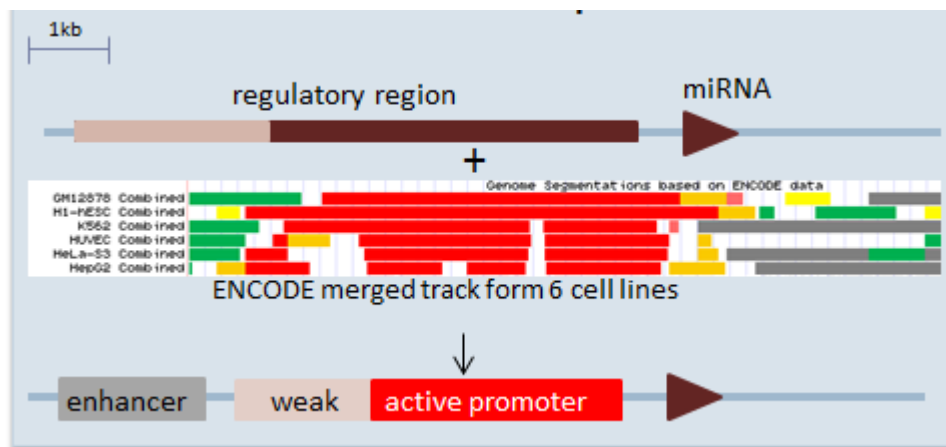 1kb
regulatory region
miRNA
+
Genome Segmentations based on ENCODE data
GM12878 Combined
H1-hESC Combined
K562 Combined
HUVEC Combined
HeLa-S3 Combined
HepG2 Combined
ENCODE merged track form 6 cell lines
enhancer weak active promoter